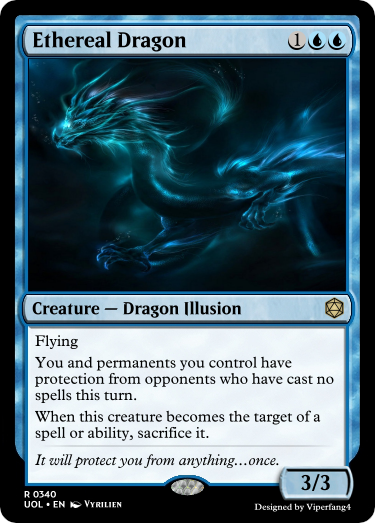 Ethereal Dragon 1
Creature — Dragon Illusion
Flying
You and permanents you control have
protection from opponents who have cast no
spells this turn.
When this creature becomes the target of a
spell or ability, sacrifice it.
It will protect you from anything…once.
3/3
R 0340
UOL • EN Vyrilien
Designed by Viperfang4